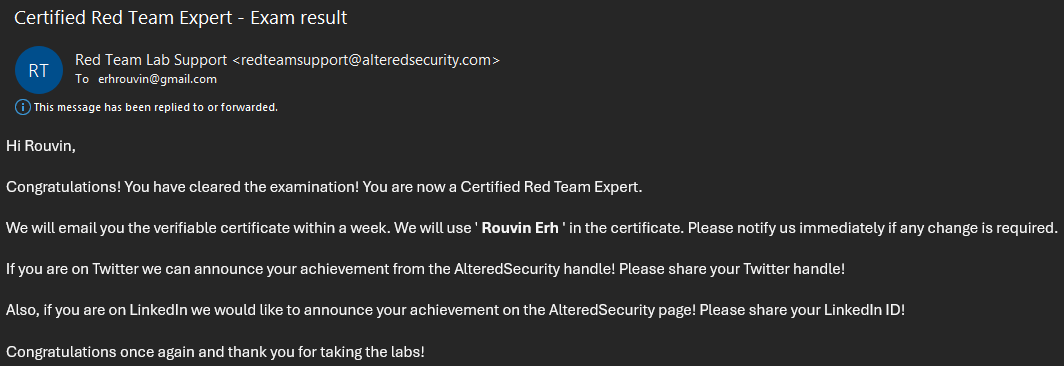 Certified Red Team Expert - Exam result
RT
Red Team Lab Support <redteamsupport@alteredsecurity.com>
To erhrouvin@gmail.com
This message has been replied to or forwarded.
Hi Rouvin,
Congratulations! You have cleared the examination! You are now a Certified Red Team Expert.
We will email you the verifiable certificate within a week. We will use ' Rouvin Erh ' in the certificate. Please notify us immediately if any change is required.
If you are on Twitter we can announce your achievement from the AlteredSecurity handle! Please share your Twitter handle!
Also, if you are on LinkedIn we would like to announce your achievement on the AlteredSecurity page! Please share your LinkedIn ID!
Congratulations once again and thank you for taking the labs!